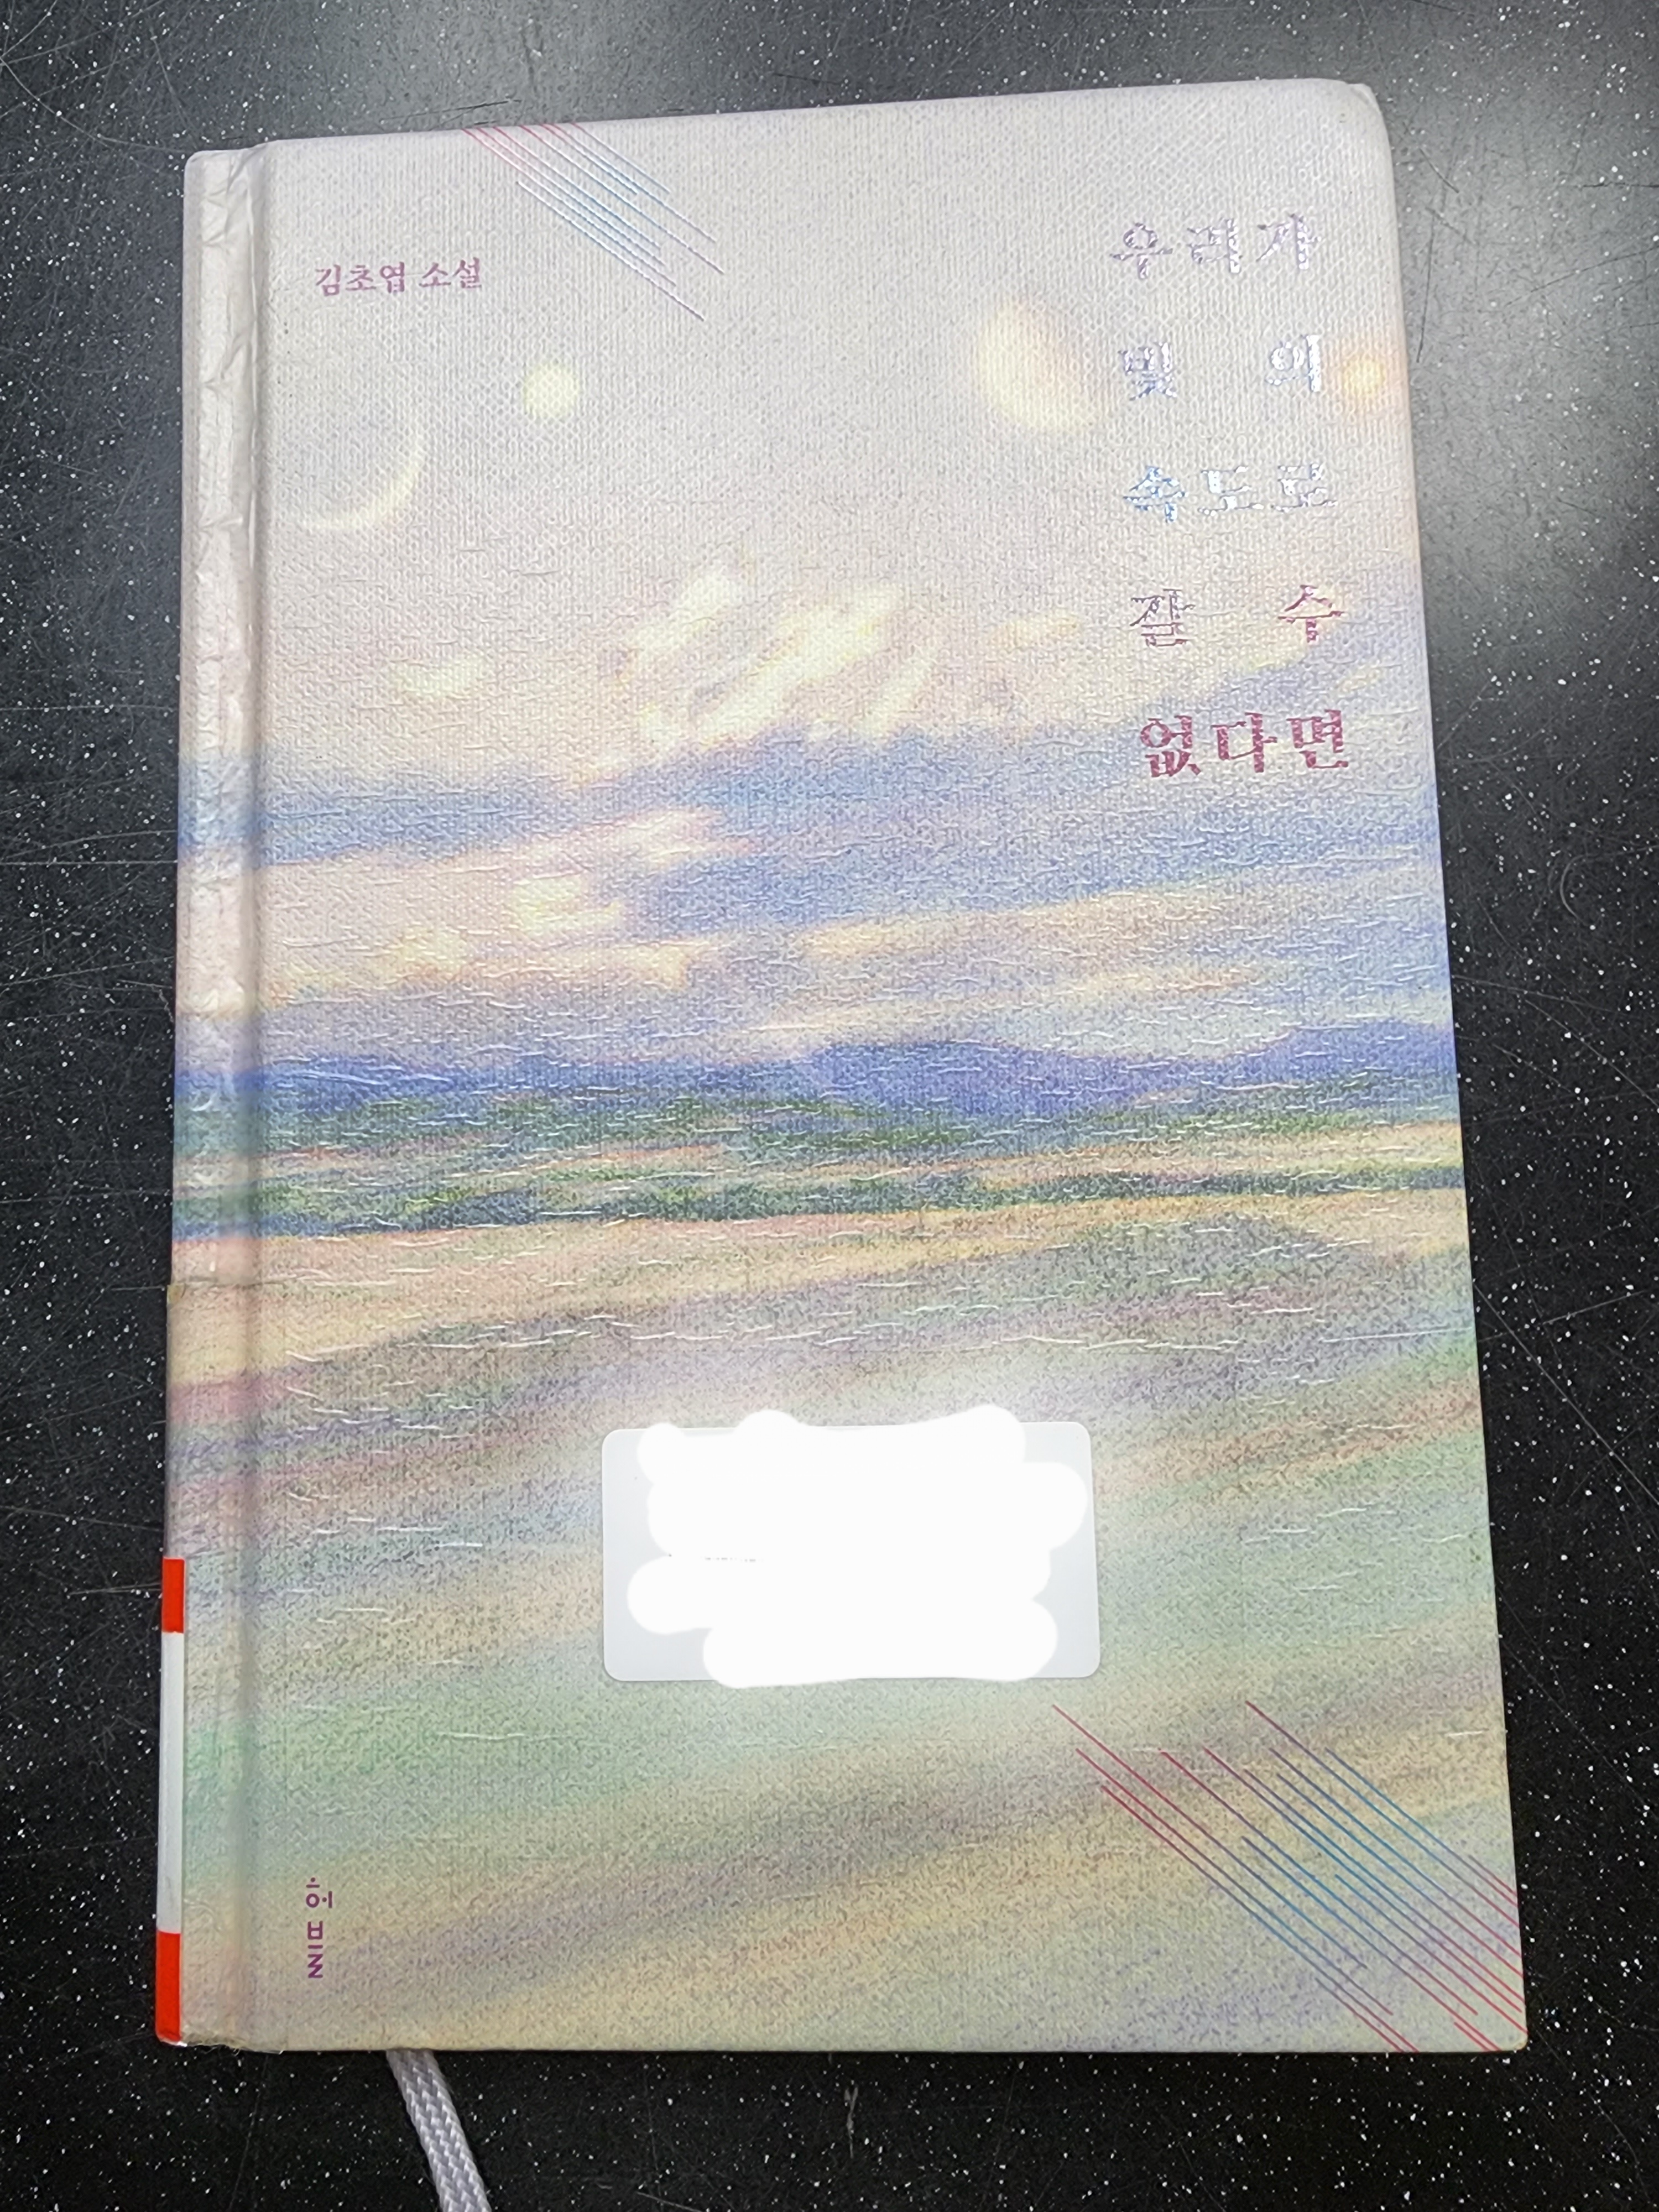 김초엽 소설
우리가
빛의
속도로
갈 수
없다면
허블